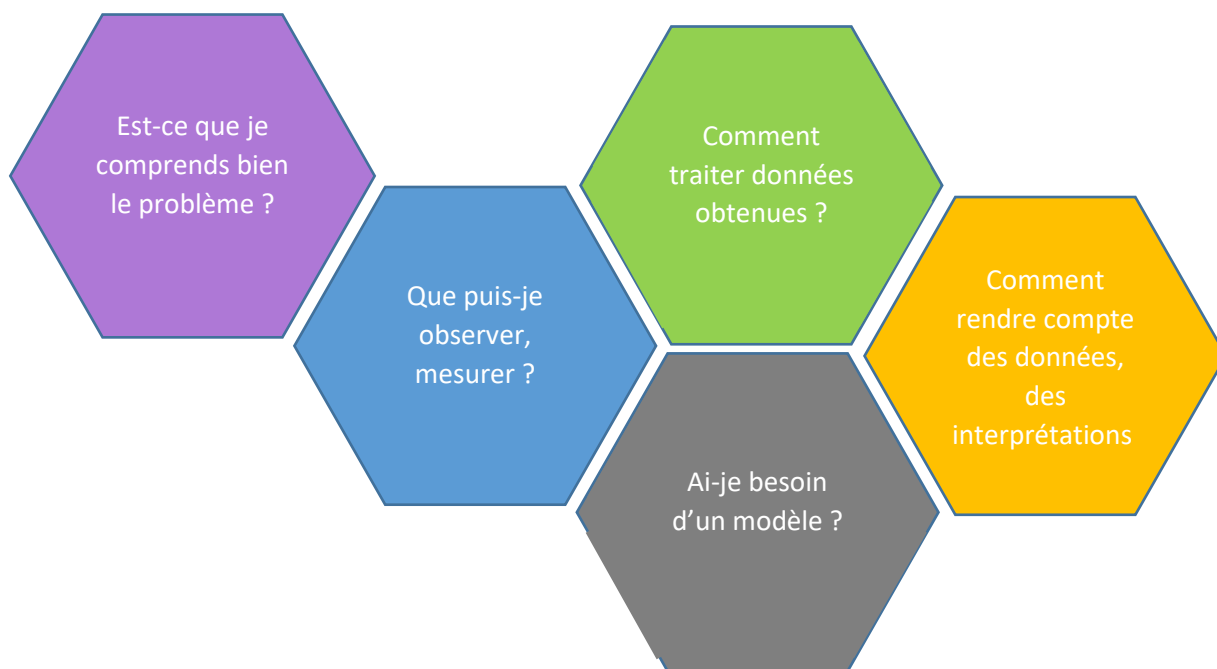 Est-ce que je
comprends bien
le problème ?
Que puis-je
observer,
mesurer ?
Comment
traiter données
obtenues ?
Ai-je besoin
d’un modèle ?
Comment
rendre compte
des données,
des
interprétations